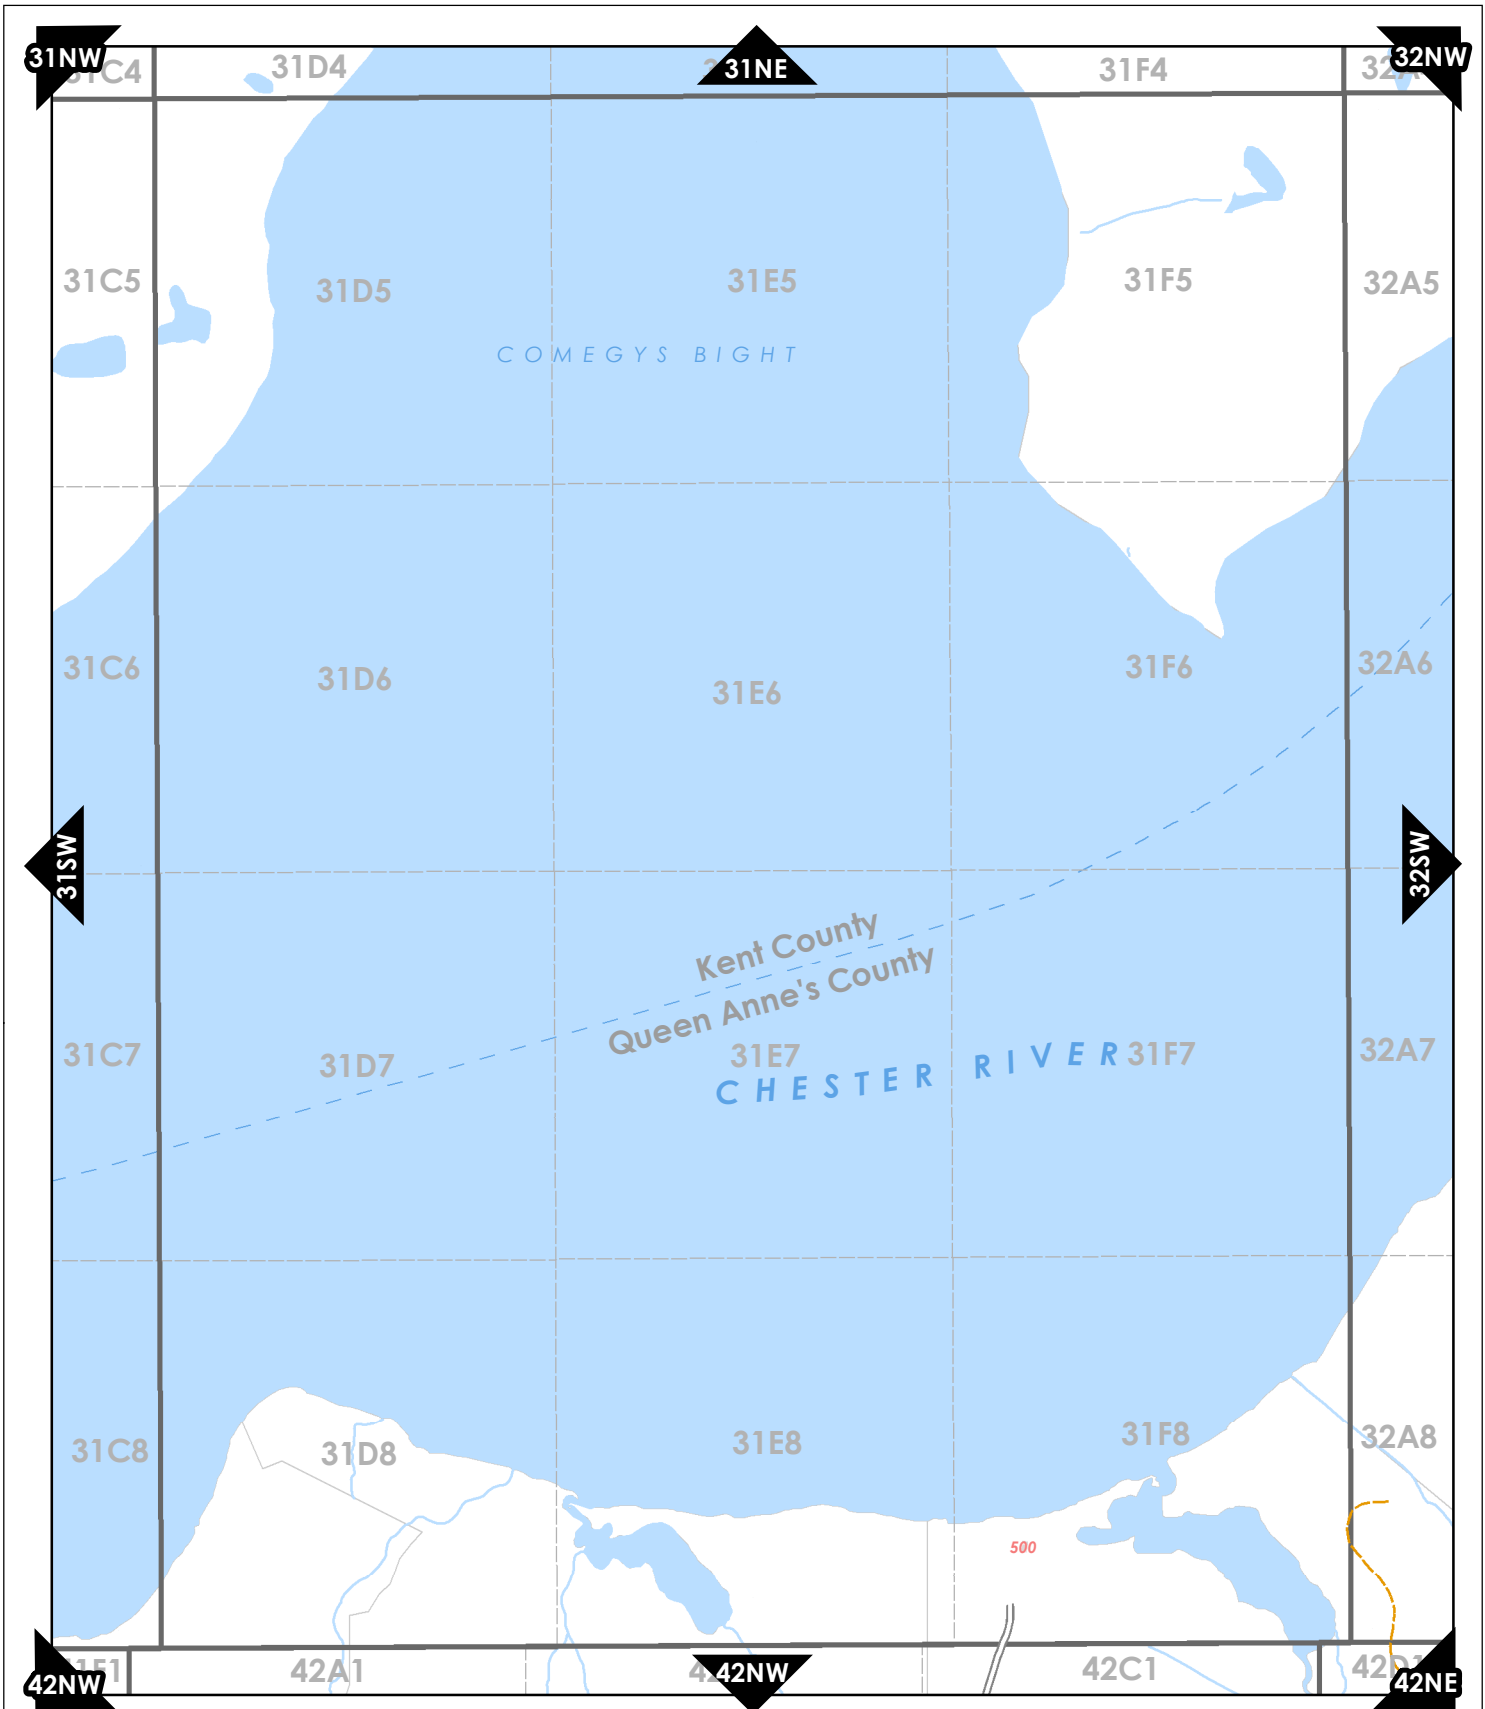 31NW
31D4
31NE
31F4
32NW
31C5
31D5
31E5
31F5
32A5
COMEGYS BIGHT
31C6
31D6
31E6
31F6
32A6
31SW
32SW
Kent County
Queen Anne's County
31C7
31D7
31E7
31F7
32A7
CHESTER RIVER
31C8
31D8
31E8
31F8
32A8
500
42NW
42A1
42NW
42C1
42NE